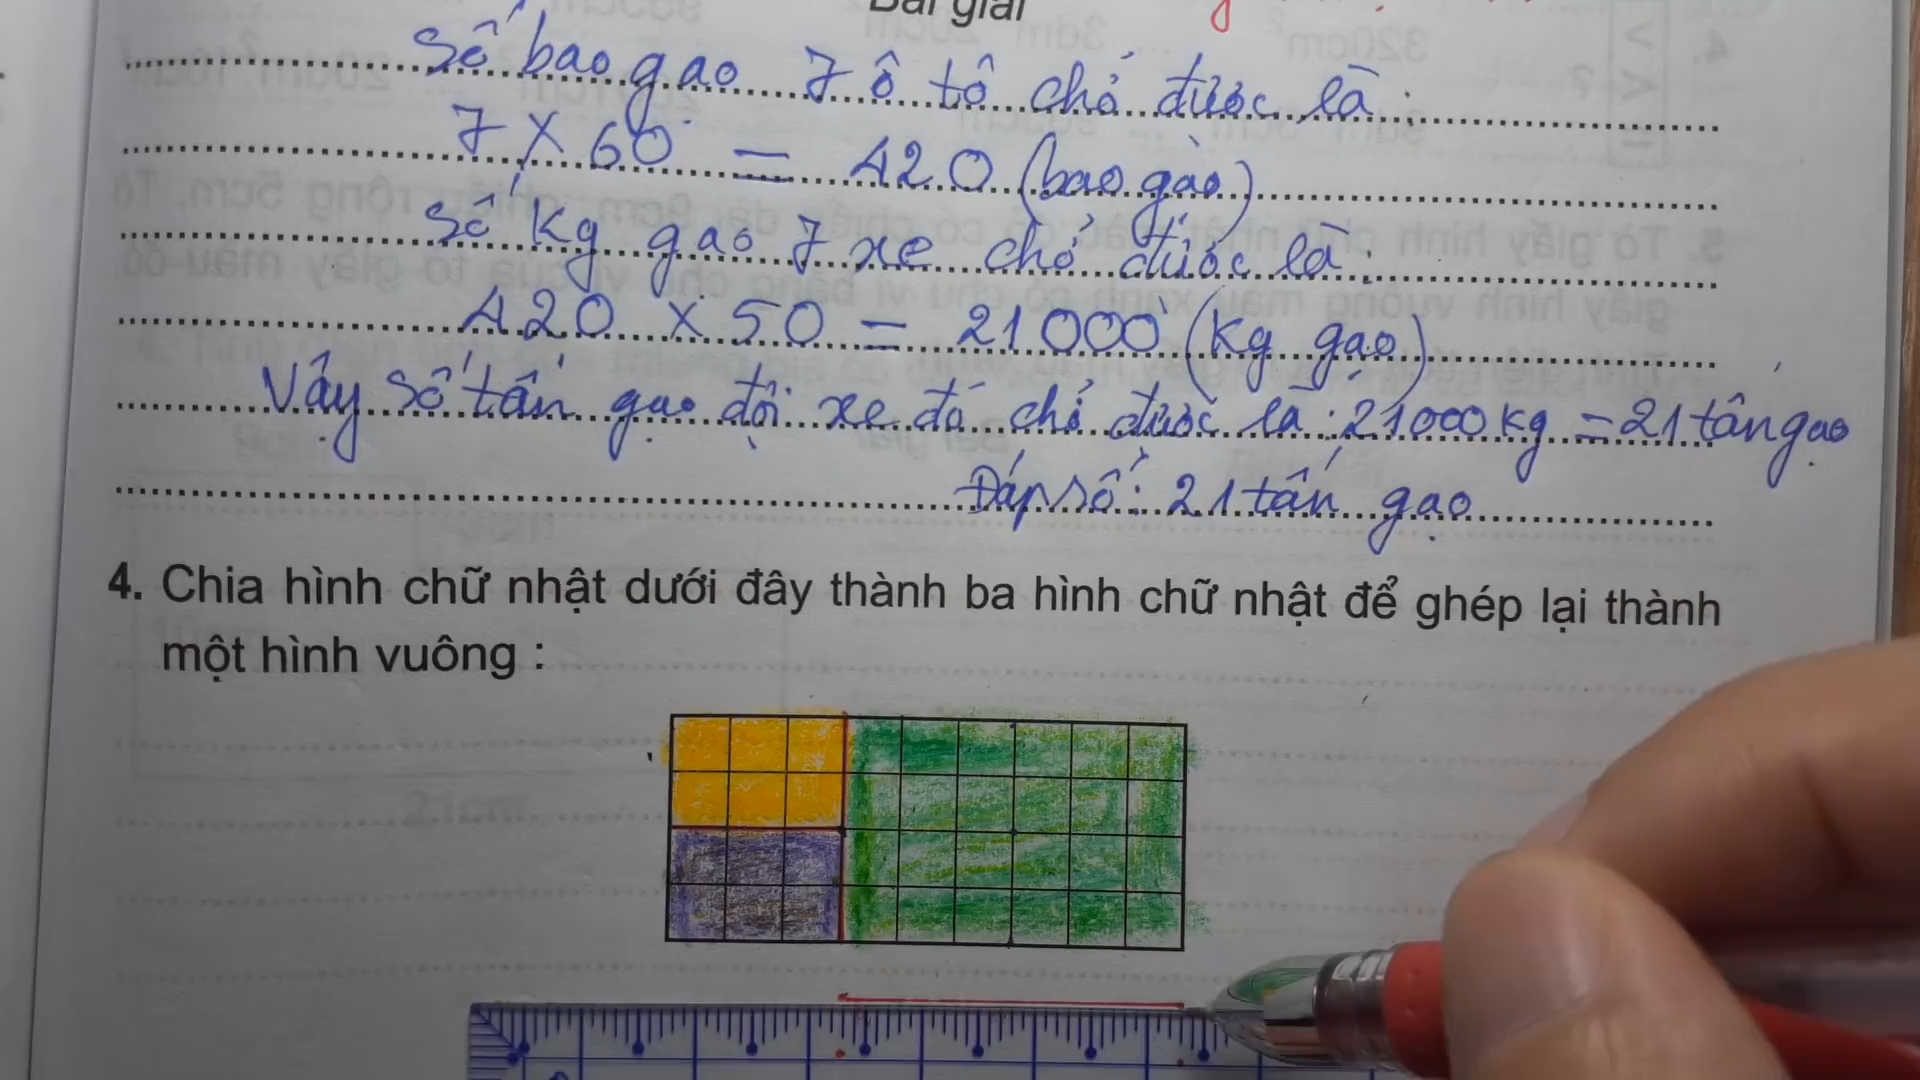 Bài giải
Số bao gạo 7 ô tô chở được là :
7 x 60 = 420 (bao gạo)
Số kg gạo 7 xe chở được là :
420 x 50 = 21000 (kg gạo)
Vậy số tấn gạo đội xe đó chở được là : 21000 kg = 21 tấn gạo
Đáp số : 21 tấn gạo
4. Chia hình chữ nhật dưới đây thành ba hình chữ nhật để ghép lại thành
một hình vuông :